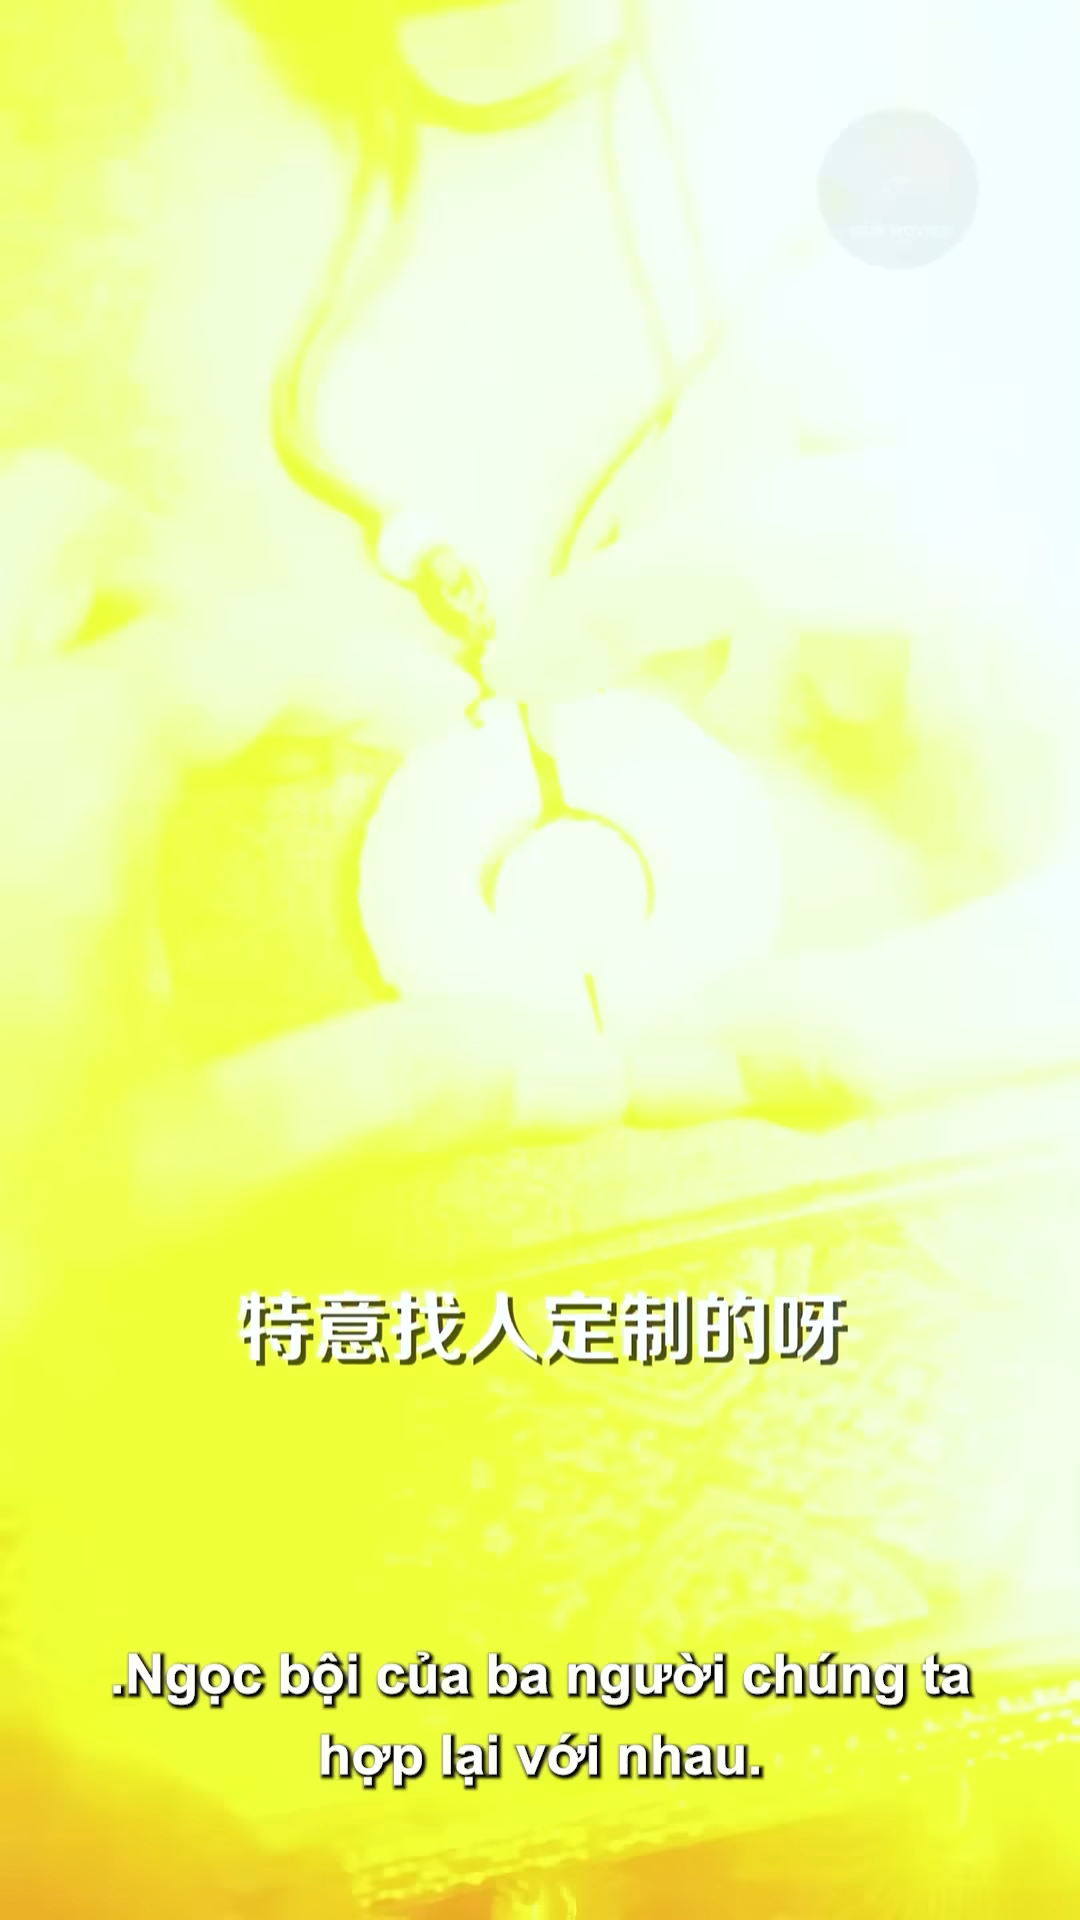 特意找人定制的呀
.Ngọc bội của ba người chúng ta
hợp lại với nhau.